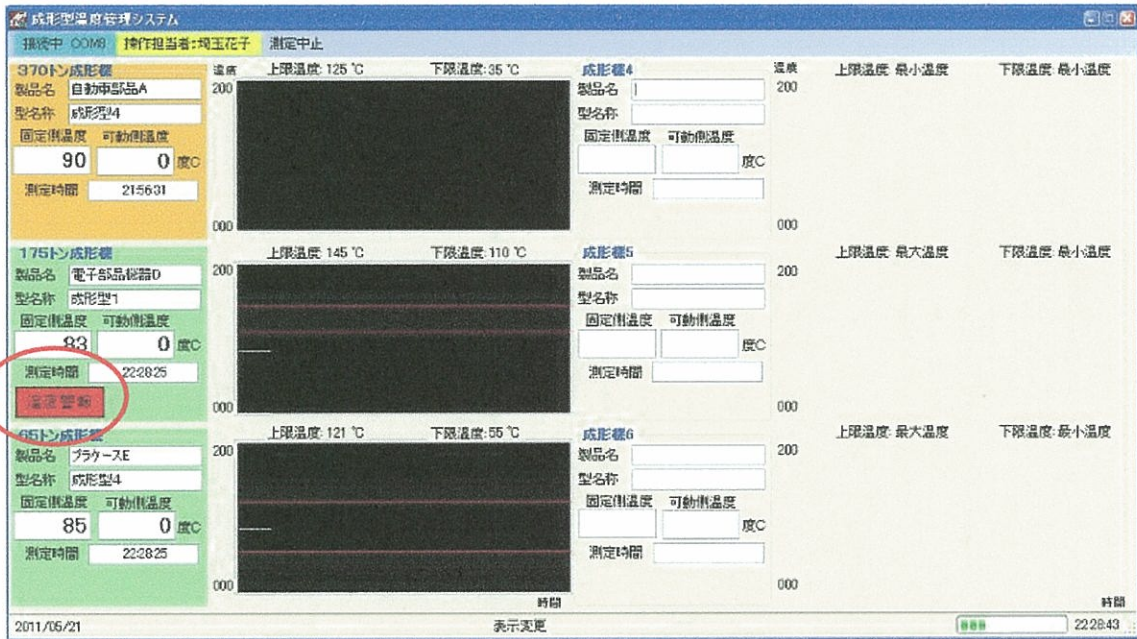 成形型温度管理システム
接続中 COM8 操作担当者:埼玉花子 測定中止
370トン成形機
製品名 自動車部品A
型名称 成形型4
固定側温度 可動側温度
90 0 度C
測定時間 21:56:31
温度 上限温度:125 ℃ 下限温度:35 ℃
200
000
成形機4
製品名
型名称
固定側温度 可動側温度
度C
測定時間
温度 上限温度:最小温度 下限温度:最小温度
200
000
175トン成形機
製品名 電子部品機器D
型名称 成形型1
固定側温度 可動側温度
83 0 度C
測定時間 22:28:25
温度警報
上限温度:145 ℃ 下限温度:110 ℃
200
000
成形機5
製品名
型名称
固定側温度 可動側温度
度C
測定時間
上限温度:最大温度 下限温度:最小温度
200
000
65トン成形機
製品名 プラケースE
型名称 成形型4
固定側温度 可動側温度
85 0 度C
測定時間 22:28:25
上限温度:121 ℃ 下限温度:55 ℃
200
000
時間
成形機6
製品名
型名称
固定側温度 可動側温度
度C
測定時間
上限温度:最大温度 下限温度:最小温度
200
000
時間
2011/05/21 表示変更 22:28:43